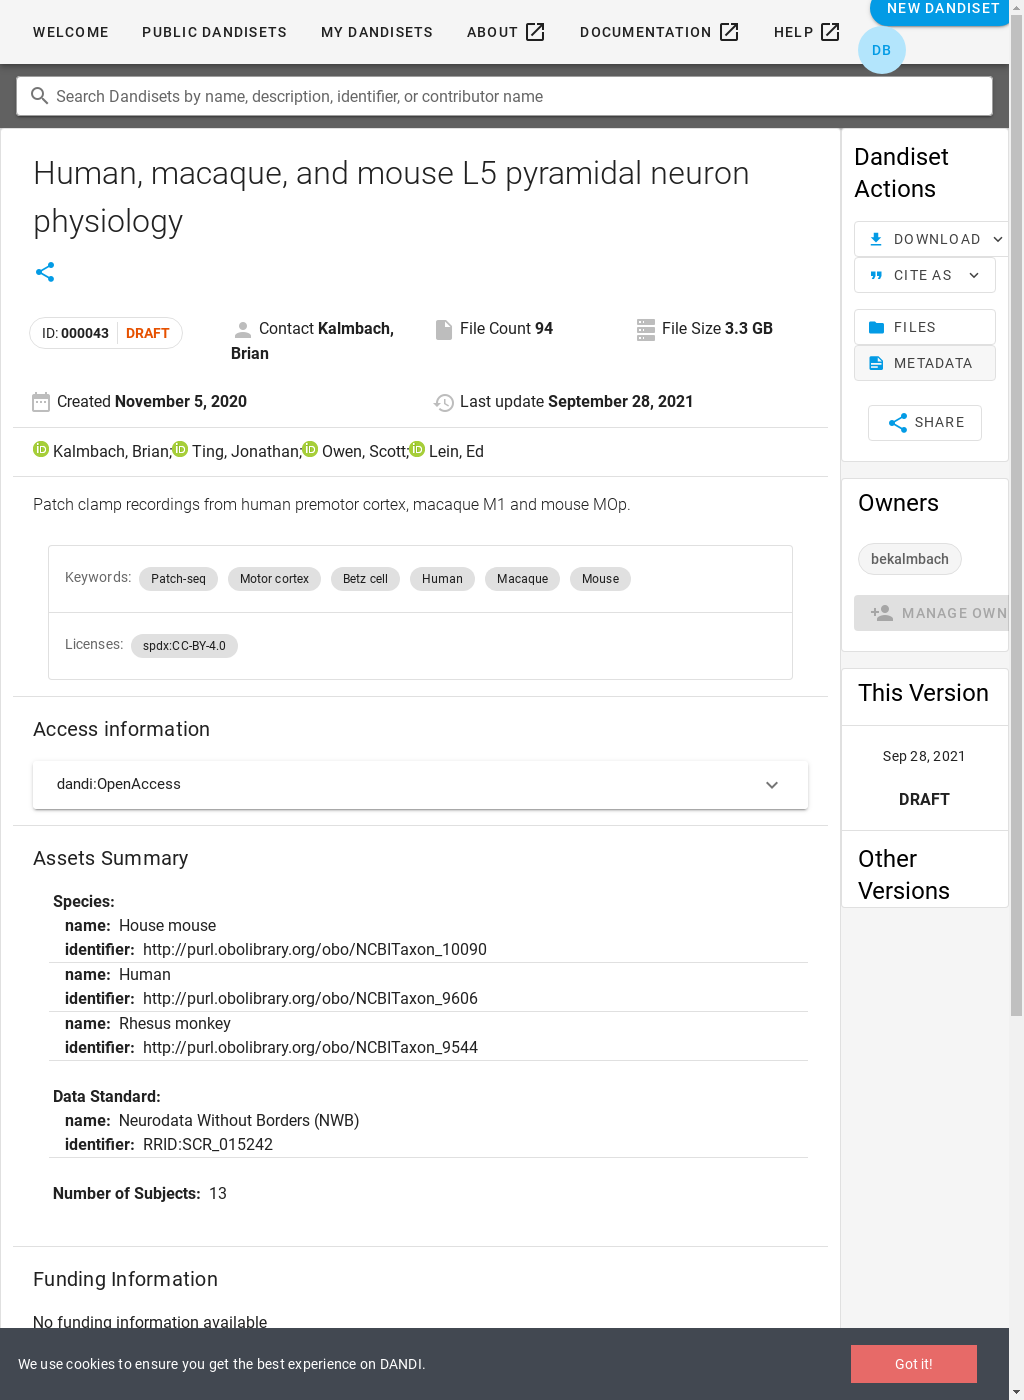 WELCOME PUBLIC DANDISETS MY DANDISETS ABOUT DOCUMENTATION HELP NEW DANDISET
DB
Search Dandisets by name, description, identifier, or contributor name
Human, macaque, and mouse L5 pyramidal neuron
physiology
ID: 000043 DRAFT
Contact Kalmbach,
Brian
File Count 94
File Size 3.3 GB
Created November 5, 2020
Last update September 28, 2021
iD Kalmbach, Brian; iD Ting, Jonathan; iD Owen, Scott; iD Lein, Ed
Patch clamp recordings from human premotor cortex, macaque M1 and mouse MOp.
Keywords: Patch-seq Motor cortex Betz cell Human Macaque Mouse
Licenses: spdx:CC-BY-4.0
Access information
dandi:OpenAccess
Assets Summary
Species:
name: House mouse
identifier: http://purl.obolibrary.org/obo/NCBITaxon_10090
name: Human
identifier: http://purl.obolibrary.org/obo/NCBITaxon_9606
name: Rhesus monkey
identifier: http://purl.obolibrary.org/obo/NCBITaxon_9544
Data Standard:
name: Neurodata Without Borders (NWB)
identifier: RRID:SCR_015242
Number of Subjects: 13
Funding Information
No funding information available
Dandiset
Actions
DOWNLOAD
CITE AS
FILES
METADATA
SHARE
Owners
bekalmbach
MANAGE OWN
This Version
Sep 28, 2021
DRAFT
Other
Versions
We use cookies to ensure you get the best experience on DANDI.
Got it!